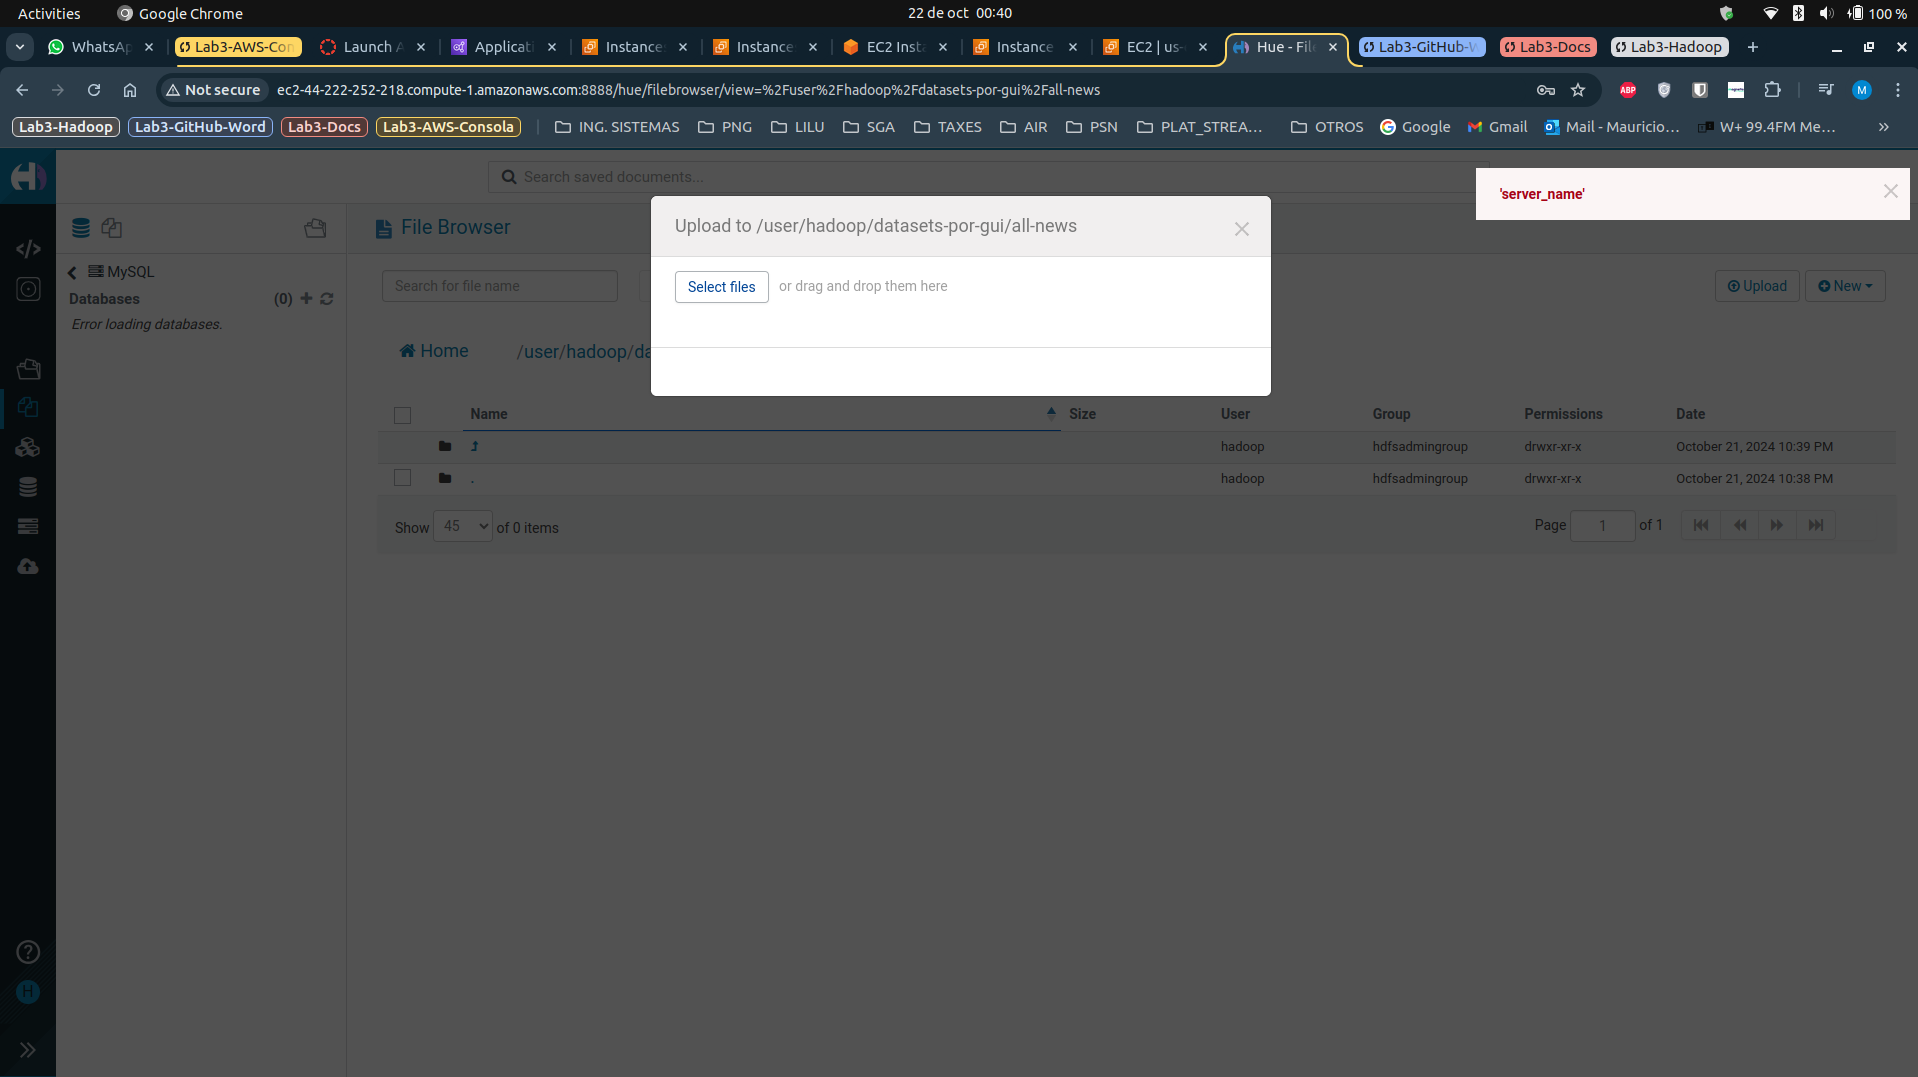 Activities
Google Chrome
22 de oct 00:40
100 %
WhatsAp
Lab3-AWS-Con
Launch A
Applicati
Instance
Instance
EC2 Insta
Instance
EC2 | us-
Hue - File
Lab3-GitHub-W
Lab3-Docs
Lab3-Hadoop
Not secure
ec2-44-222-252-218.compute-1.amazonaws.com:8888/hue/filebrowser/view=%2Fuser%2Fhadoop%2Fdatasets-por-gui%2Fall-news
ABP
M
Lab3-Hadoop
Lab3-GitHub-Word
Lab3-Docs
Lab3-AWS-Consola
ING. SISTEMAS
PNG
LILU
SGA
TAXES
AIR
PSN
PLAT_STREA...
OTROS
Google
Gmail
Mail - Mauricio...
W+ 99.4FM Me...
Search saved documents...
'server_name'
File Browser
Upload to /user/hadoop/datasets-por-gui/all-news
MySQL
Databases
(0)
Error loading databases.
Search for file name
Select files
or drag and drop them here
Upload
New
Home
/user/hadoop/da
Name
Size
User
Group
Permissions
Date
hadoop
hdfsadmingroup
drwxr-xr-x
October 21, 2024 10:39 PM
.
hadoop
hdfsadmingroup
drwxr-xr-x
October 21, 2024 10:38 PM
Show
45
of 0 items
Page
1
of 1
H